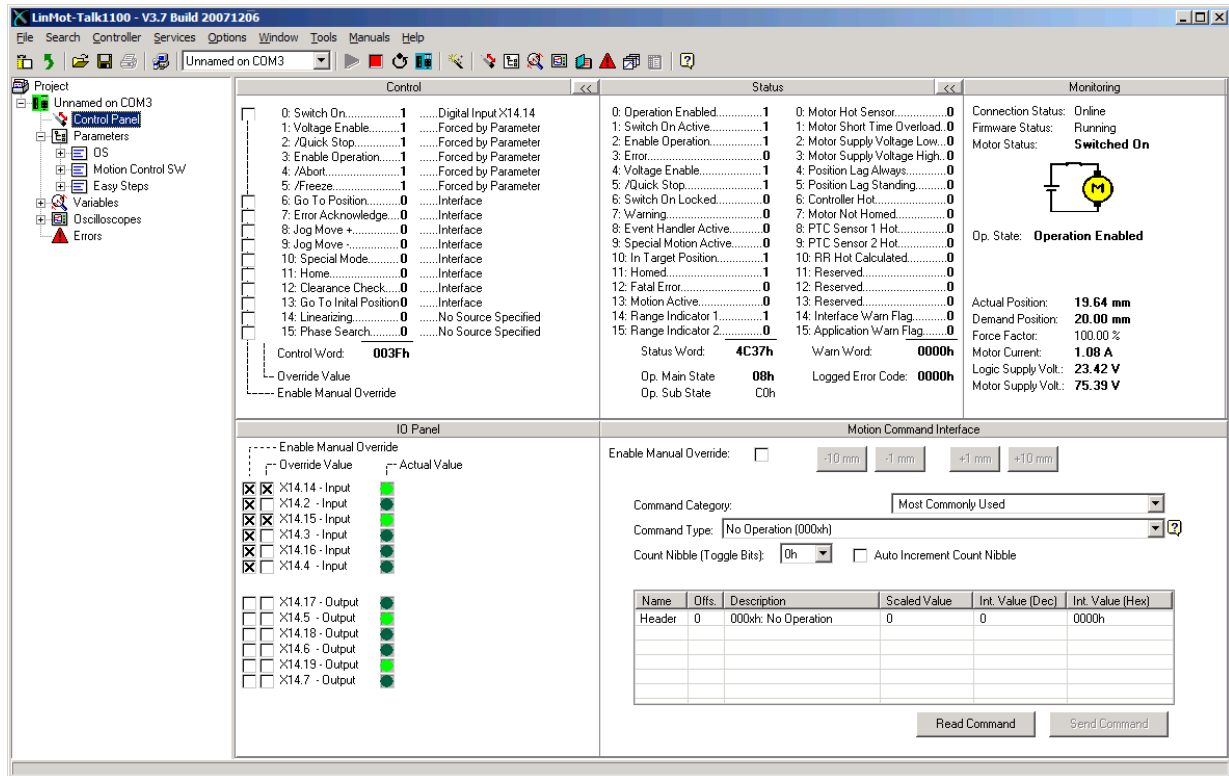 LinMot-Talk1100 - V3.7 Build 20071206
File Search Controller Services Options Window Tools Manuals Help
Unnamed on COM3
Project
Unnamed on COM3
Control Panel
Parameters
OS
Motion Control SW
Easy Steps
Variables
Oscilloscopes
Errors
Control <<
0: Switch On............1 ......Digital Input X14.14
1: Voltage Enable..........1 ......Forced by Parameter
2: /Quick Stop...............1 ......Forced by Parameter
3: Enable Operation......1 ......Forced by Parameter
4: /Abort.......................1 ......Forced by Parameter
5: /Freeze.....................1 ......Forced by Parameter
6: Go To Position..........0 ......Interface
7: Error Acknowledge....0 ......Interface
8: Jog Move +...............0 ......Interface
9: Jog Move -................0 ......Interface
10: Special Mode..........0 ......Interface
11: Home.....................0 ......Interface
12: Clearance Check.....0 ......Interface
13: Go To Inital Position0 ......Interface
14: Linearizing...............0 ......No Source Specified
15: Phase Search.........0 ......No Source Specified
Control Word: 003Fh
Override Value
Enable Manual Override
Status <<
0: Operation Enabled.............1
1: Switch On Active...............1
2: Enable Operation...............1
3: Error..................................0
4: Voltage Enable..................1
5: /Quick Stop.......................1
6: Switch On Locked..............0
7: Warning............................0
8: Event Handler Active.........0
9: Special Motion Active........0
10: In Target Position.............1
11: Homed............................1
12: Fatal Error.......................0
13: Motion Active..................0
14: Range Indicator 1............1
15: Range Indicator 2............0
Status Word: 4C37h
Op. Main State 08h
Op. Sub State C0h
0: Motor Hot Sensor................0
1: Motor Short Time Overload..0
2: Motor Supply Voltage Low...0
3: Motor Supply Voltage High..0
4: Position Lag Always............0
5: Position Lag Standing..........0
6: Controller Hot.....................0
7: Motor Not Homed...............0
8: PTC Sensor 1 Hot...............0
9: PTC Sensor 2 Hot...............0
10: RR Hot Calculated............0
11: Reserved..........................0
12: Reserved..........................0
13: Reserved..........................0
14: Interface Warn Flag..........0
15: Application Warn Flag.......0
Warn Word: 0000h
Logged Error Code: 0000h
Monitoring
Connection Status: Online
Firmware Status: Running
Motor Status: Switched On
M
Op. State: Operation Enabled
Actual Position: 19.64 mm
Demand Position: 20.00 mm
Force Factor: 100.00 %
Motor Current: 1.08 A
Logic Supply Volt.: 23.42 V
Motor Supply Volt.: 75.39 V
IO Panel
Enable Manual Override
Override Value Actual Value
X14.14 - Input
X14.2 - Input
X14.15 - Input
X14.3 - Input
X14.16 - Input
X14.4 - Input
X14.17 - Output
X14.5 - Output
X14.18 - Output
X14.6 - Output
X14.19 - Output
X14.7 - Output
Motion Command Interface
Enable Manual Override: -10 mm -1 mm +1 mm +10 mm
Command Category: Most Commonly Used
Command Type: No Operation (000xh)
Count Nibble (Toggle Bits): 0h Auto Increment Count Nibble
Name Offs. Description Scaled Value Int. Value (Dec) Int. Value (Hex)
Header 0 000xh: No Operation 0 0 0000h
Read Command Send Command